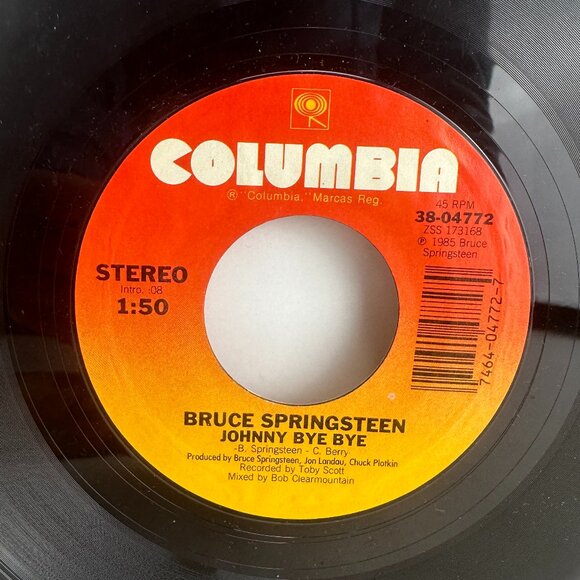 COLUMBIA
® "Columbia," Marcas Reg.
45 RPM
38-04772
ZSS 173168
℗ 1985 Bruce
Springsteen
STEREO
Intro. :08
1:50
7464-04772-7
BRUCE SPRINGSTEEN
JOHNNY BYE BYE
-B. Springsteen - C. Berry
Produced by Bruce Springsteen, Jon Landau, Chuck Plotkin
Recorded by Toby Scott
Mixed by Bob Clearmountain